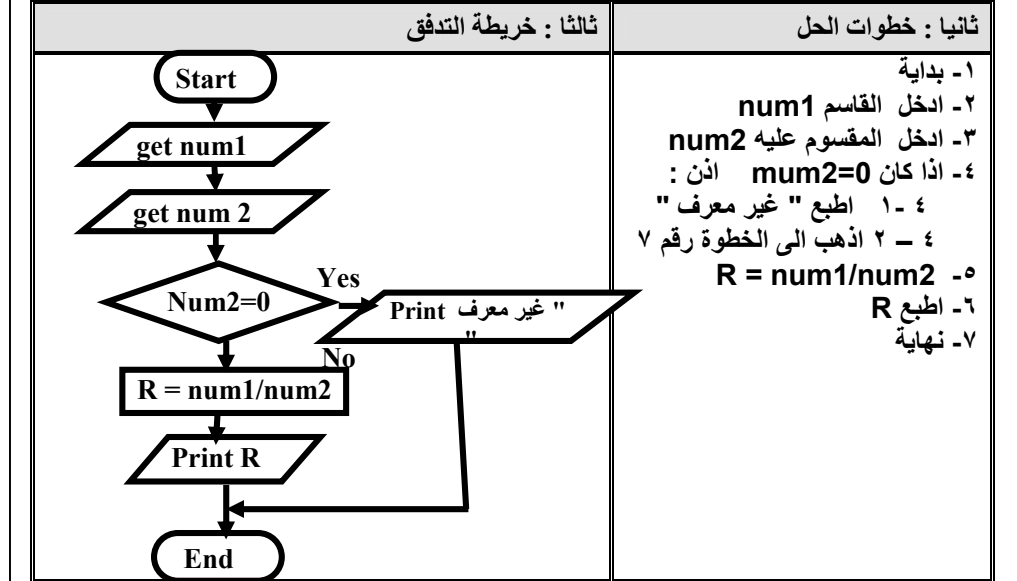 ثانيا : خطوات الحل
١- بداية
٢- ادخل القاسم num1
٣- ادخل المقسوم عليه num2
٤- اذا كان mum2=0 اذن :
٤ -١ اطبع " غير معرف "
٤ – ٢ اذهب الى الخطوة رقم ٧
٥- R = num1/num2
٦- اطبع R
٧- نهاية
ثالثا : خريطة التدفق
Start
get num1
get num 2
Num2=0
Yes
Print غير معرف "
"
No
R = num1/num2
Print R
End